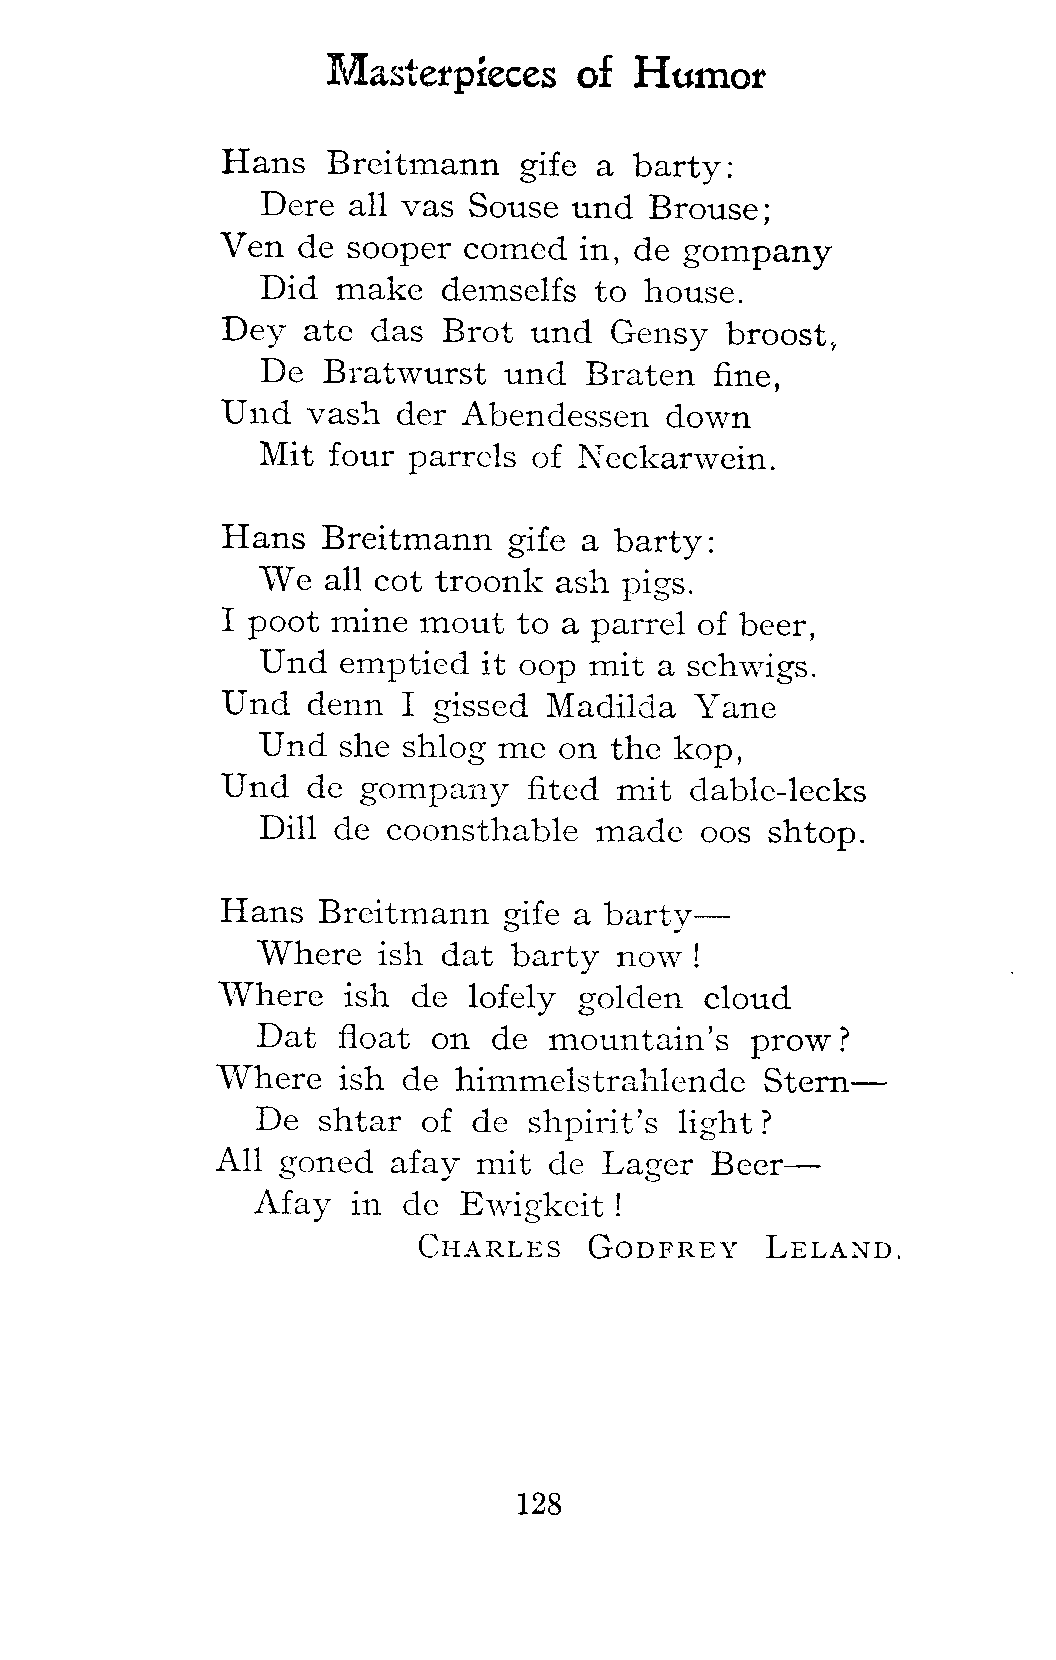 Masterpieces of Humor
Hans Breitmann gife a barty:
Dere all vas Souse und Brouse;
Ven de sooper comed in, de gompany
Did make demselfs to house.
Dey ate das Brot und Gensy broost,
De Bratwurst und Braten fine,
Und vash der Abendessen down
Mit four parrels of Neckarwein.
Hans Breitmann gife a barty:
We all cot troonk ash pigs.
I poot mine mout to a parrel of beer,
Und emptied it oop mit a schwigs.
Und denn I gissed Madilda Yane
Und she shlog me on the kop,
Und de gompany fited mit dable-lecks
Dill de coonsthable made oos shtop.
Hans Breitmann gife a barty—
Where ish dat barty now!
Where ish de lofely golden cloud
Dat float on de mountain's prow?
Where ish de himmelstrahlende Stern—
De shtar of de shpirit's light?
All goned afay mit de Lager Beer—
Afay in de Ewigkeit!
CHARLES GODFREY LELAND.
128